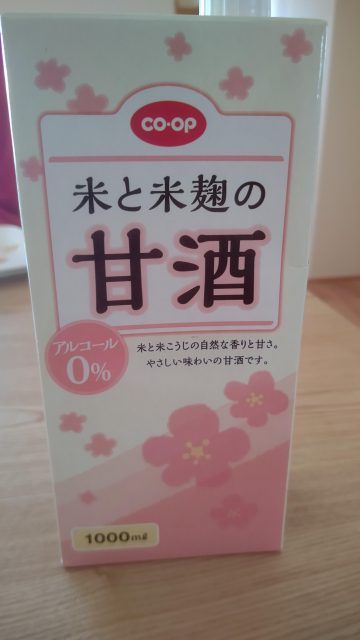 CO·OP
米と米麹の
甘酒
アルコール
0%
米と米こうじの自然な香りと甘さ。
やさしい味わいの甘酒です。
1000mℓ